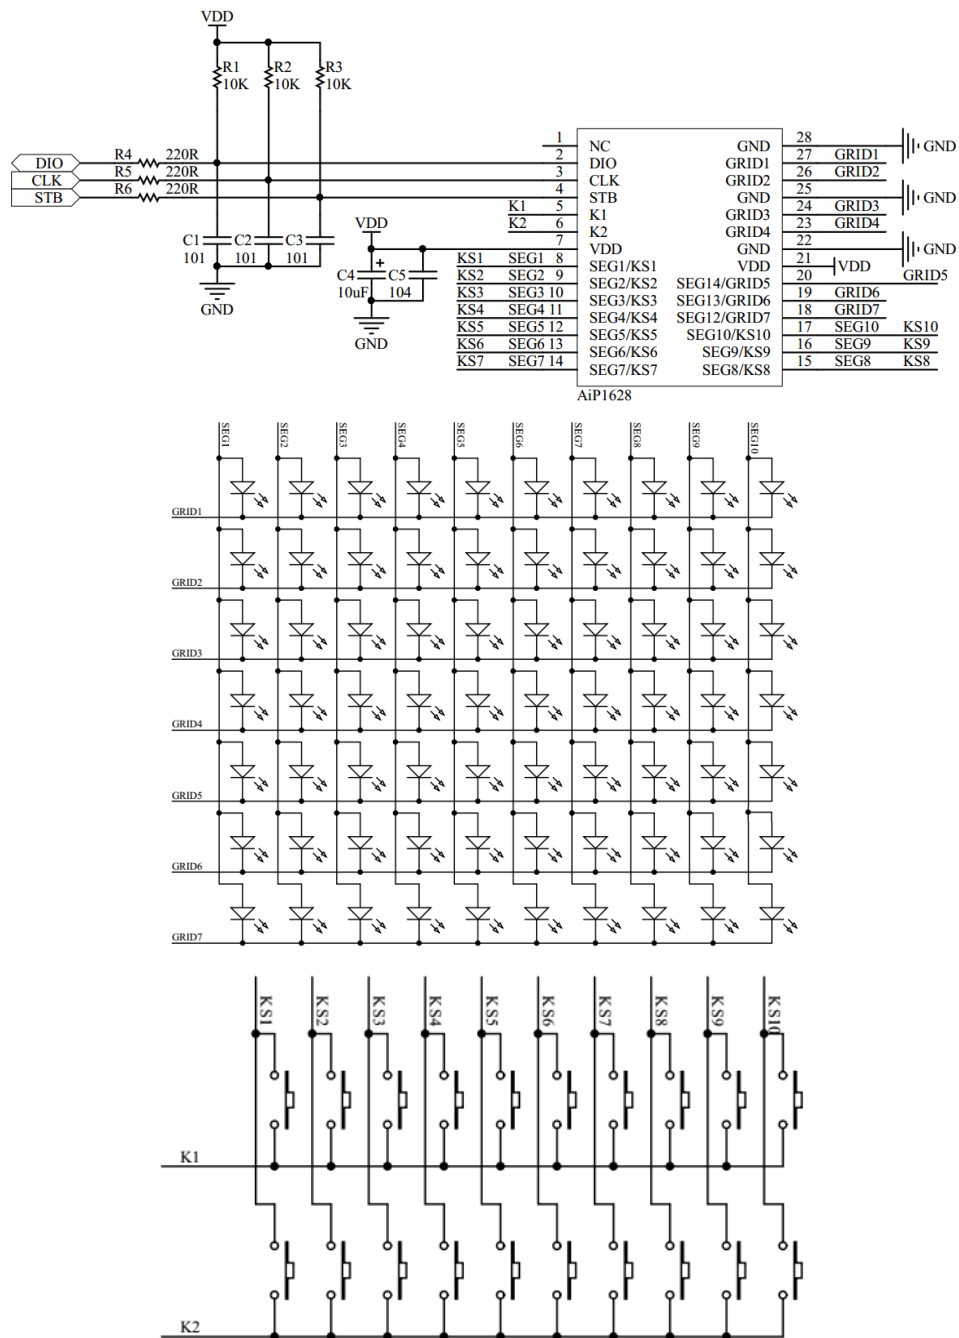 VDD
R1 R2 R3
10K 10K 10K
1 NC GND 28 GND
DIO R4 220R 2 DIO GRID1 27 GRID1
CLK R5 220R 3 CLK GRID2 26 GRID2
STB R6 220R 4 STB GND 25 GND
K1 5 K1 GRID3 24 GRID3
K2 6 K2 GRID4 23 GRID4
C1 C2 C3 VDD 7 VDD GND 22 GND
101 101 101
KS1 SEG1 8 SEG1/KS1 VDD 21 VDD
KS2 SEG2 9 SEG2/KS2 SEG14/GRID5 20 GRID5
KS3 SEG3 10 SEG3/KS3 SEG13/GRID6 19 GRID6
KS4 SEG4 11 SEG4/KS4 SEG12/GRID7 18 GRID7
KS5 SEG5 12 SEG5/KS5 SEG10/KS10 17 SEG10 KS10
KS6 SEG6 13 SEG6/KS6 SEG9/KS9 16 SEG9 KS9
KS7 SEG7 14 SEG7/KS7 SEG8/KS8 15 SEG8 KS8
C4 + C5
10uF 104
GND
GND
AiP1628
SEG1 SEG2 SEG3 SEG4 SEG5 SEG6 SEG7 SEG8 SEG9 SEG10
GRID1
GRID2
GRID3
GRID4
GRID5
GRID6
GRID7
KS1 KS2 KS3 KS4 KS5 KS6 KS7 KS8 KS9 KS10
K1
K2